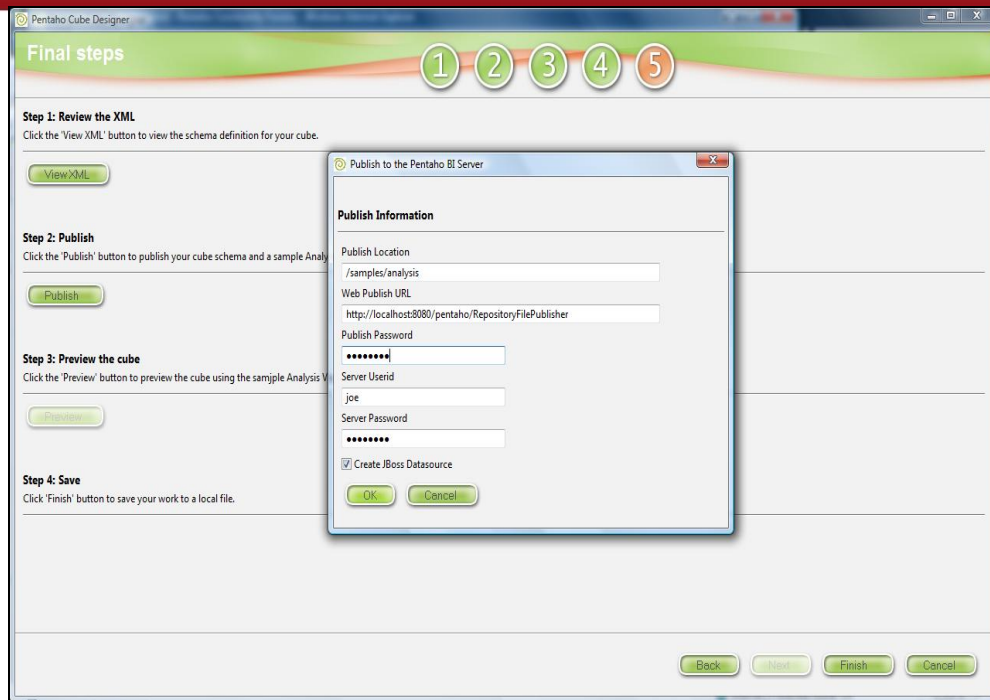 Pentaho Cube Designer
Final steps
1 2 3 4 5
Step 1: Review the XML
Click the 'View XML' button to view the schema definition for your cube.
View XML
Step 2: Publish
Click the 'Publish' button to publish your cube schema and a sample Analy
Publish
Step 3: Preview the cube
Click the 'Preview' button to preview the cube using the samjple Analysis V
Preview
Step 4: Save
Click 'Finish' button to save your work to a local file.
Publish to the Pentaho BI Server
Publish Information
Publish Location
/samples/analysis
Web Publish URL
http://localhost:8080/pentaho/RepositoryFilePublisher
Publish Password
••••••••
Server Userid
joe
Server Password
••••••••
Create JBoss Datasource
OK Cancel
Back Next Finish Cancel